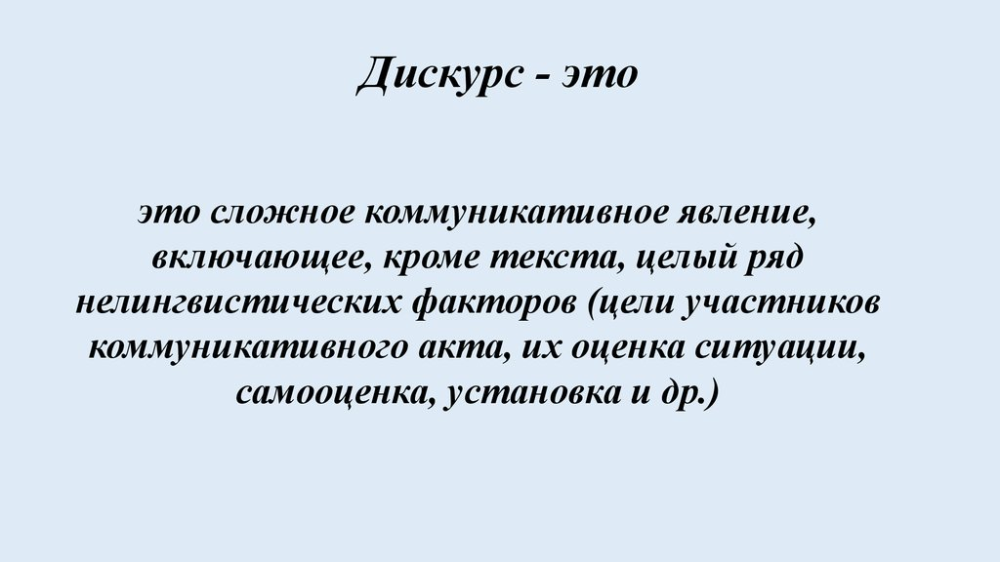 Дискурс - это
это сложное коммуникативное явление,
включающее, кроме текста, целый ряд
нелингвистических факторов (цели участников
коммуникативного акта, их оценка ситуации,
самооценка, установка и др.)